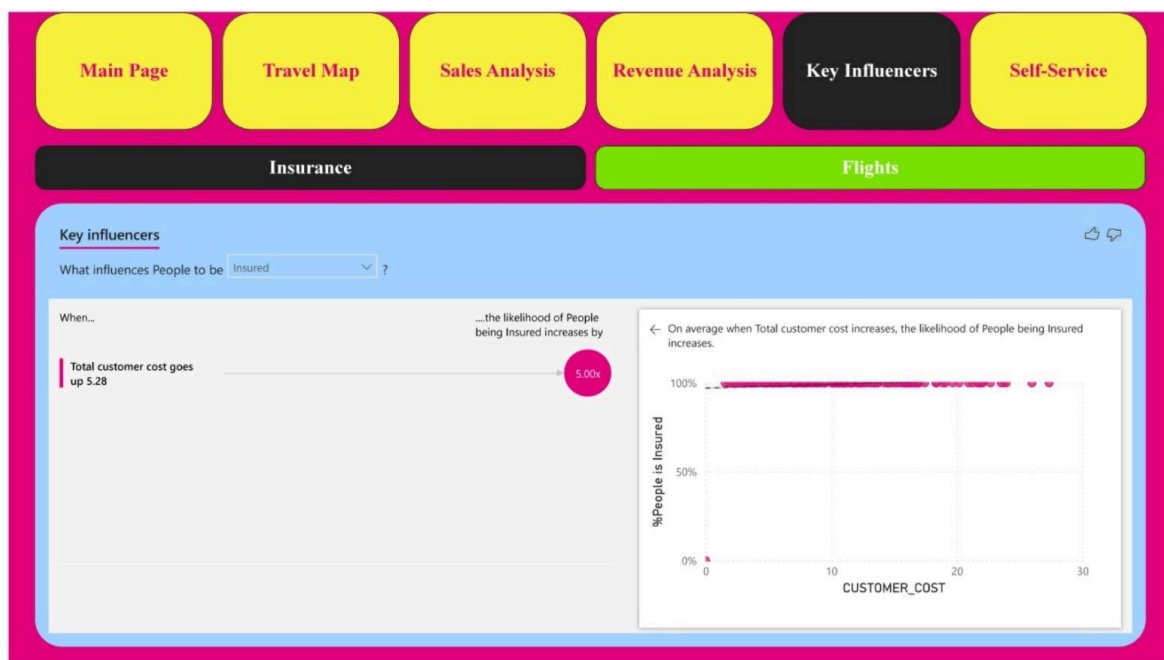 Main Page
Travel Map
Sales Analysis
Revenue Analysis
Key Influencers
Self-Service
Insurance
Flights
Key influencers
What influences People to be Insured ?
When...
....the likelihood of People
being Insured increases by
Total customer cost goes
up 5.28
5.00x
On average when Total customer cost increases, the likelihood of People being Insured
increases.
100%
50%
0%
%People is Insured
0
10
20
30
CUSTOMER_COST